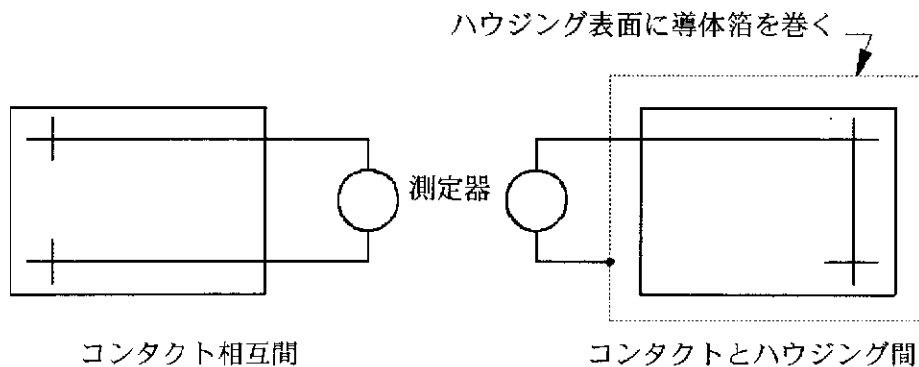 ハウジング表面に導体箔を巻く
測定器
コンタクト相互間
コンタクトとハウジング間